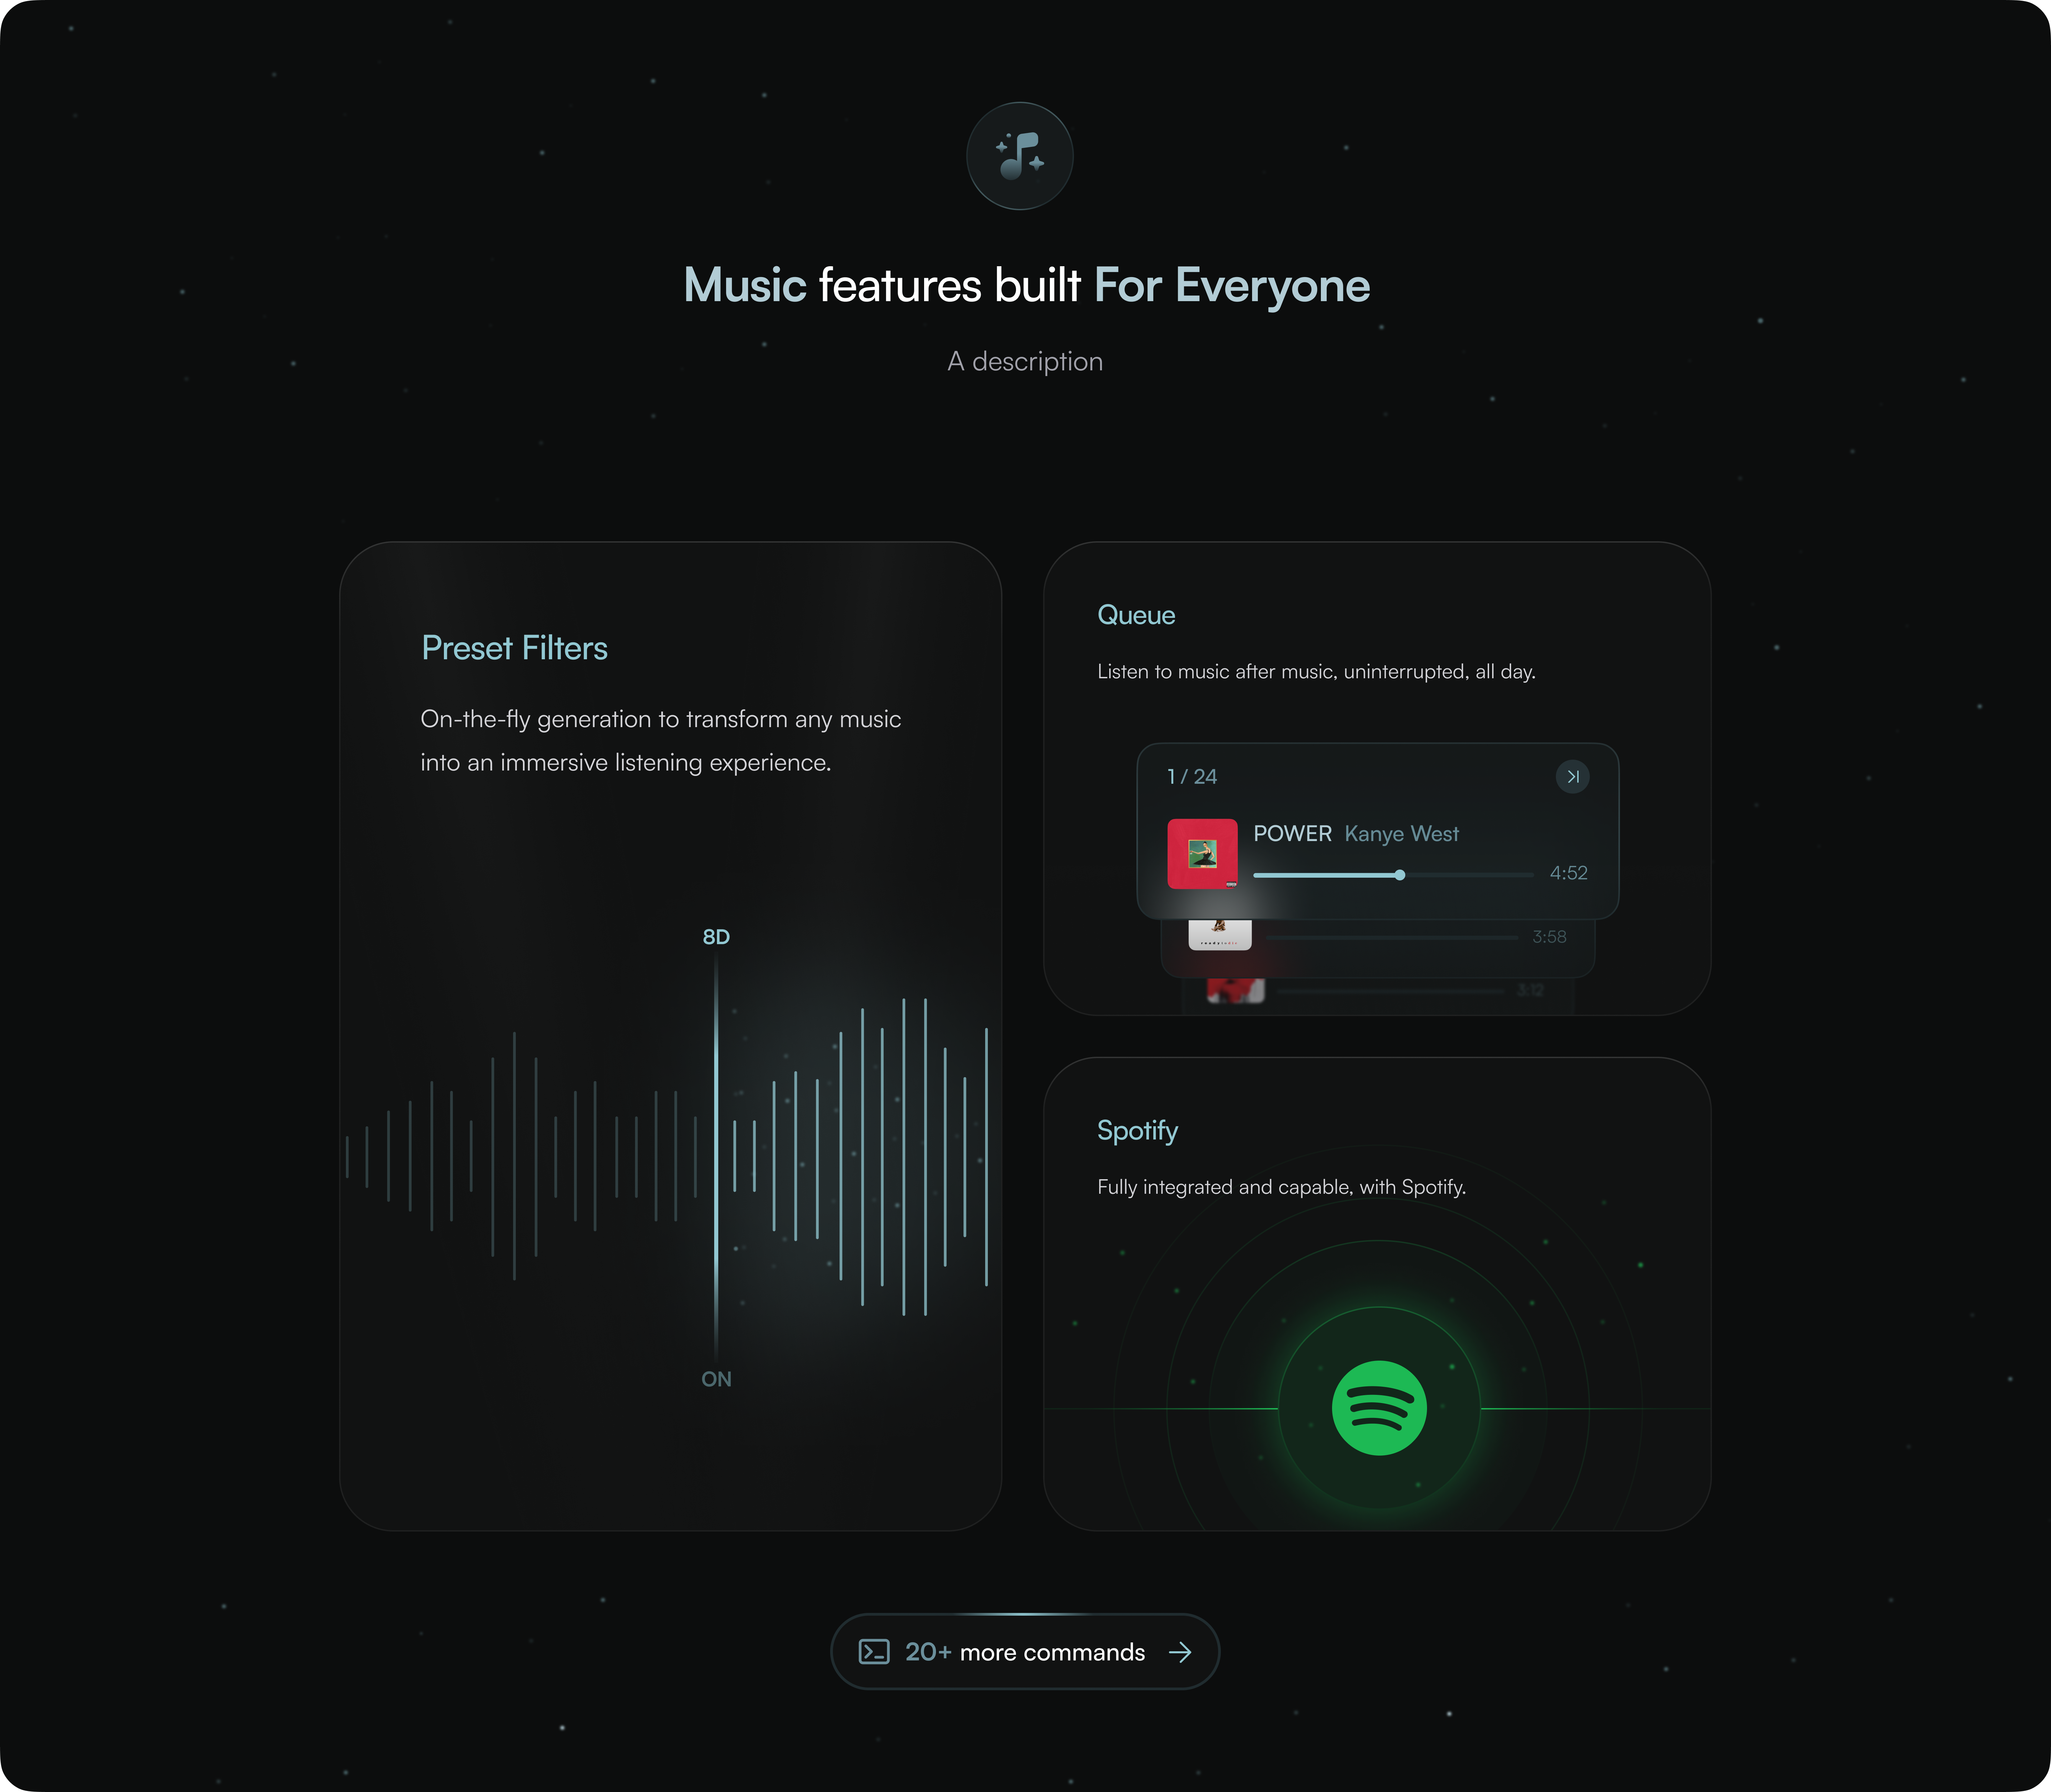 Music features built For Everyone
A description
Preset Filters
On-the-fly generation to transform any music
into an immersive listening experience.
8D
ON
Queue
Listen to music after music, uninterrupted, all day.
1 / 24
POWER Kanye West
4:52
3:58
3:12
Spotify
Fully integrated and capable, with Spotify.
20+ more commands